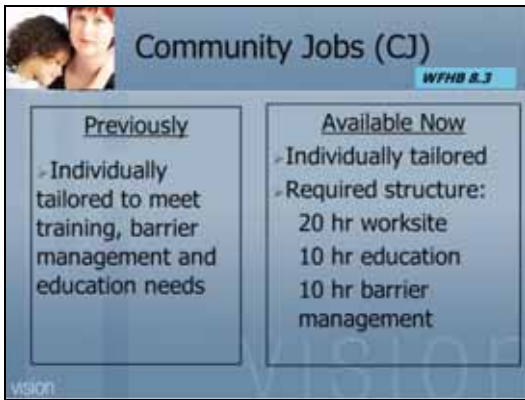 Community Jobs (CJ)
WFHB 8.3
Previously
Individually
tailored to meet
training, barrier
management and
education needs
Available Now
Individually tailored
Required structure:
20 hr worksite
10 hr education
10 hr barrier
management
vision
vision